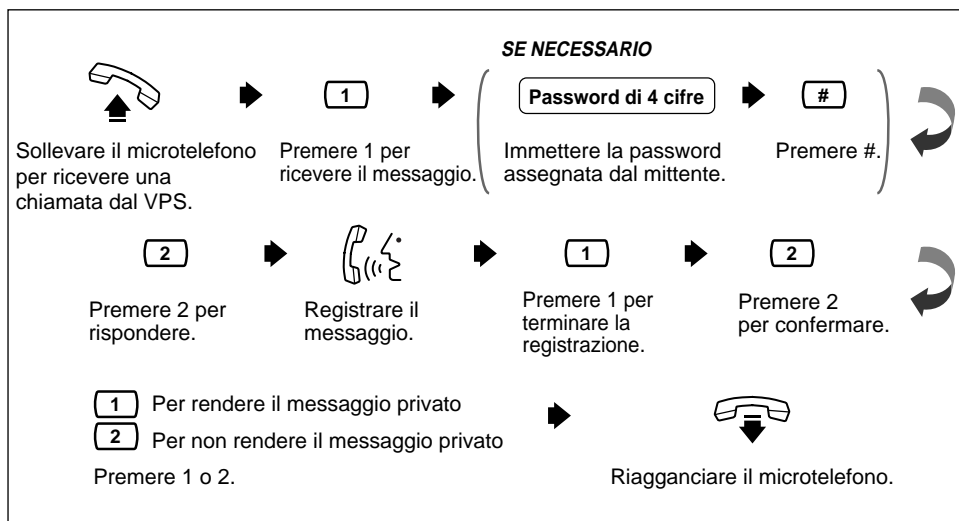 SE NECESSARIO
1
Password di 4 cifre
#
Sollevare il microtelefono
per ricevere una
chiamata dal VPS.
Premere 1 per
ricevere il messaggio.
Immettere la password
assegnata dal mittente.
Premere #.
2
1
2
Premere 2 per
rispondere.
Registrare il
messaggio.
Premere 1 per
terminare la
registrazione.
Premere 2
per confermare.
1 Per rendere il messaggio privato
2 Per non rendere il messaggio privato
Premere 1 o 2.
Riagganciare il microtelefono.